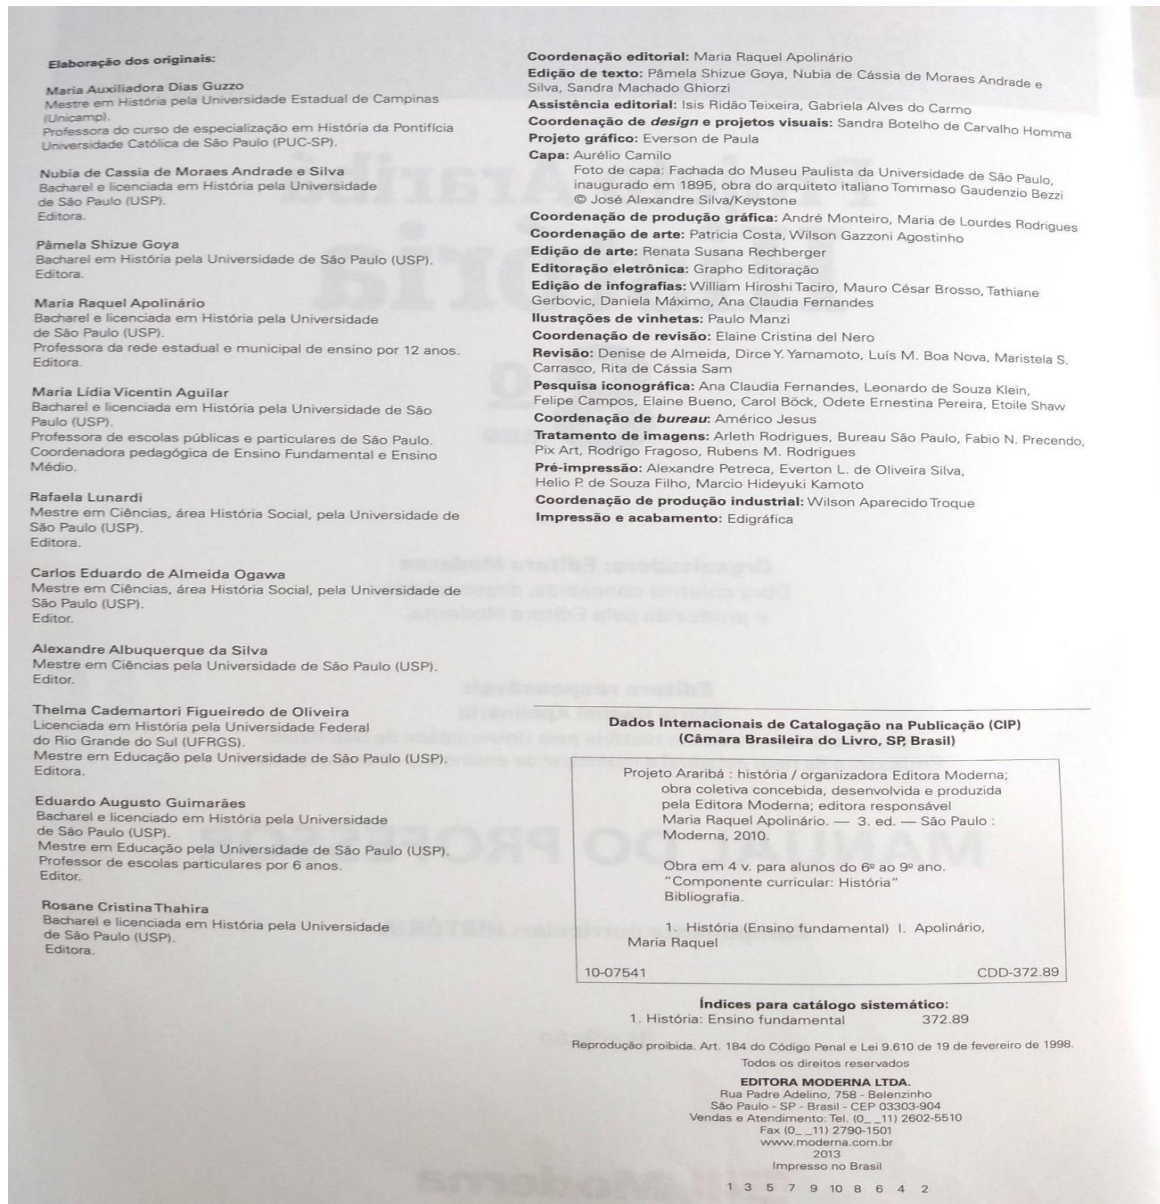 Elaboração dos originais:
Maria Auxiliadora Dias Guzzo
Mestre em História pela Universidade Estadual de Campinas
(Unicamp).
Professora do curso de especialização em História da Pontifícia
Universidade Católica de São Paulo (PUC-SP).
Nubia de Cassia de Moraes Andrade e Silva
Bacharel e licenciada em História pela Universidade
de São Paulo (USP).
Editora.
Pâmela Shizue Goya
Bacharel em História pela Universidade de São Paulo (USP).
Editora.
Maria Raquel Apolinário
Bacharel e licenciada em História pela Universidade
de São Paulo (USP).
Professora da rede estadual e municipal de ensino por 12 anos.
Editora.
Maria Lídia Vicentin Aguilar
Bacharel e licenciada em História pela Universidade de São
Paulo (USP).
Professora de escolas públicas e particulares de São Paulo.
Coordenadora pedagógica de Ensino Fundamental e Ensino
Médio.
Rafaela Lunardi
Mestre em Ciências, área História Social, pela Universidade de
São Paulo (USP).
Editora.
Carlos Eduardo de Almeida Ogawa
Mestre em Ciências, área História Social, pela Universidade de
São Paulo (USP).
Editor.
Alexandre Albuquerque da Silva
Mestre em Ciências pela Universidade de São Paulo (USP).
Editor.
Thelma Cademartori Figueiredo de Oliveira
Licenciada em História pela Universidade Federal
do Rio Grande do Sul (UFRGS).
Mestre em Educação pela Universidade de São Paulo (USP).
Editora.
Eduardo Augusto Guimarães
Bacharel e licenciado em História pela Universidade
de São Paulo (USP).
Mestre em Educação pela Universidade de São Paulo (USP).
Professor de escolas particulares por 6 anos.
Editor.
Rosane Cristina Thahira
Bacharel e licenciada em História pela Universidade
de São Paulo (USP).
Editora.
Coordenação editorial: Maria Raquel Apolinário
Edição de texto: Pâmela Shizue Goya, Nubia de Cássia de Moraes Andrade e
Silva, Sandra Machado Ghiorzi
Assistência editorial: Isis Ridão Teixeira, Gabriela Alves do Carmo
Coordenação de design e projetos visuais: Sandra Botelho de Carvalho Homma
Projeto gráfico: Everson de Paula
Capa: Aurélio Camilo
Foto de capa: Fachada do Museu Paulista da Universidade de São Paulo,
inaugurado em 1895, obra do arquiteto italiano Tommaso Gaudenzio Bezzi
© José Alexandre Silva/Keystone
Coordenação de produção gráfica: André Monteiro, Maria de Lourdes Rodrigues
Coordenação de arte: Patricia Costa, Wilson Gazzoni Agostinho
Edição de arte: Renata Susana Rechberger
Editoração eletrônica: Grapho Editoração
Edição de infografias: William Hiroshi Taciro, Mauro César Brosso, Tathiane
Gerbovic, Daniela Máximo, Ana Claudia Fernandes
Ilustrações de vinhetas: Paulo Manzi
Coordenação de revisão: Elaine Cristina del Nero
Revisão: Denise de Almeida, Dirce Y. Yamamoto, Luís M. Boa Nova, Maristela S.
Carrasco, Rita de Cássia Sam
Pesquisa iconográfica: Ana Claudia Fernandes, Leonardo de Souza Klein,
Felipe Campos, Elaine Bueno, Carol Böck, Odete Ernestina Pereira, Etoile Shaw
Coordenação de bureau: Américo Jesus
Tratamento de imagens: Arleth Rodrigues, Bureau São Paulo, Fabio N. Precendo,
Pix Art, Rodrigo Fragoso, Rubens M. Rodrigues
Pré-impressão: Alexandre Petreca, Everton L. de Oliveira Silva,
Helio P. de Souza Filho, Marcio Hideyuki Kamoto
Coordenação de produção industrial: Wilson Aparecido Troque
Impressão e acabamento: Edigráfica
Dados Internacionais de Catalogação na Publicação (CIP)
(Câmara Brasileira do Livro, SP, Brasil)
Projeto Araribá : história / organizadora Editora Moderna;
obra coletiva concebida, desenvolvida e produzida
pela Editora Moderna; editora responsável
Maria Raquel Apolinário. — 3. ed. — São Paulo :
Moderna, 2010.
Obra em 4 v. para alunos do 6º ao 9º ano.
"Componente curricular: História"
Bibliografia.
1. História (Ensino fundamental) I. Apolinário,
Maria Raquel
10-07541 CDD-372.89
Índices para catálogo sistemático:
1. História: Ensino fundamental 372.89
Reprodução proibida. Art. 184 do Código Penal e Lei 9.610 de 19 de fevereiro de 1998.
Todos os direitos reservados
EDITORA MODERNA LTDA.
Rua Padre Adelino, 758 - Belenzinho
São Paulo - SP - Brasil - CEP 03303-904
Vendas e Atendimento: Tel. (0_ _11) 2602-5510
Fax (0_ _11) 2790-1501
www.moderna.com.br
2013
Impresso no Brasil
1 3 5 7 9 10 8 6 4 2